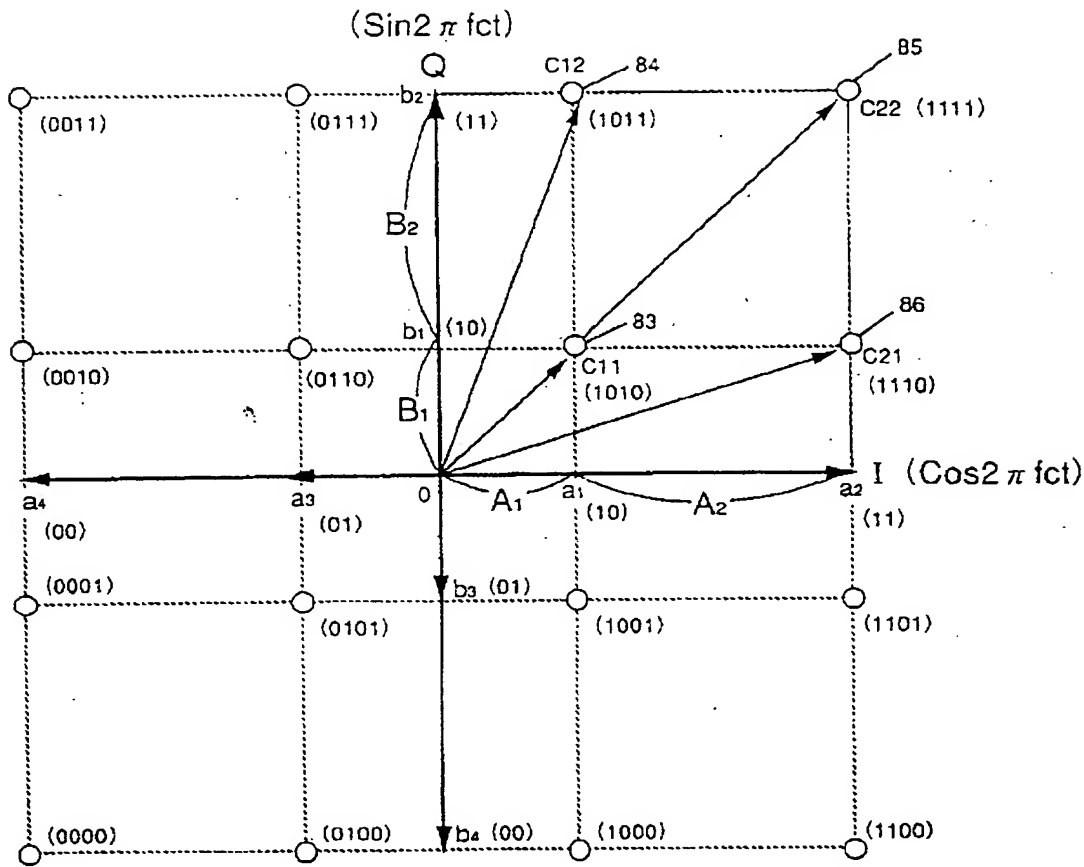 (Sin2 π fct)
Q
C12 84 85
b2
(0011) (0111) (11) (1011) C22 (1111)
B2
b1 (10) 83 86
(0010) (0110) C11 C21
B1 (1010) (1110)
I (Cos2 π fct)
a4 a3 0 A1 a1 A2 a2
(00) (01) (10) (11)
(0001) b3 (01)
(0101) (1001) (1101)
(0000) (0100) b4 (00) (1000) (1100)